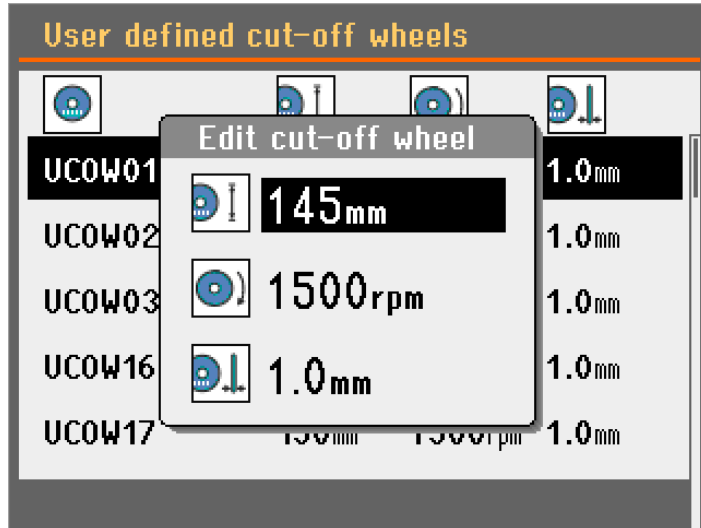 User defined cut-off wheels
Edit cut-off wheel
UCOW01 1.0mm
145mm
UCOW02 1.0mm
1500rpm
UCOW03 1.0mm
UCOW16 1.0mm
1.0mm
UCOW17 1.0mm